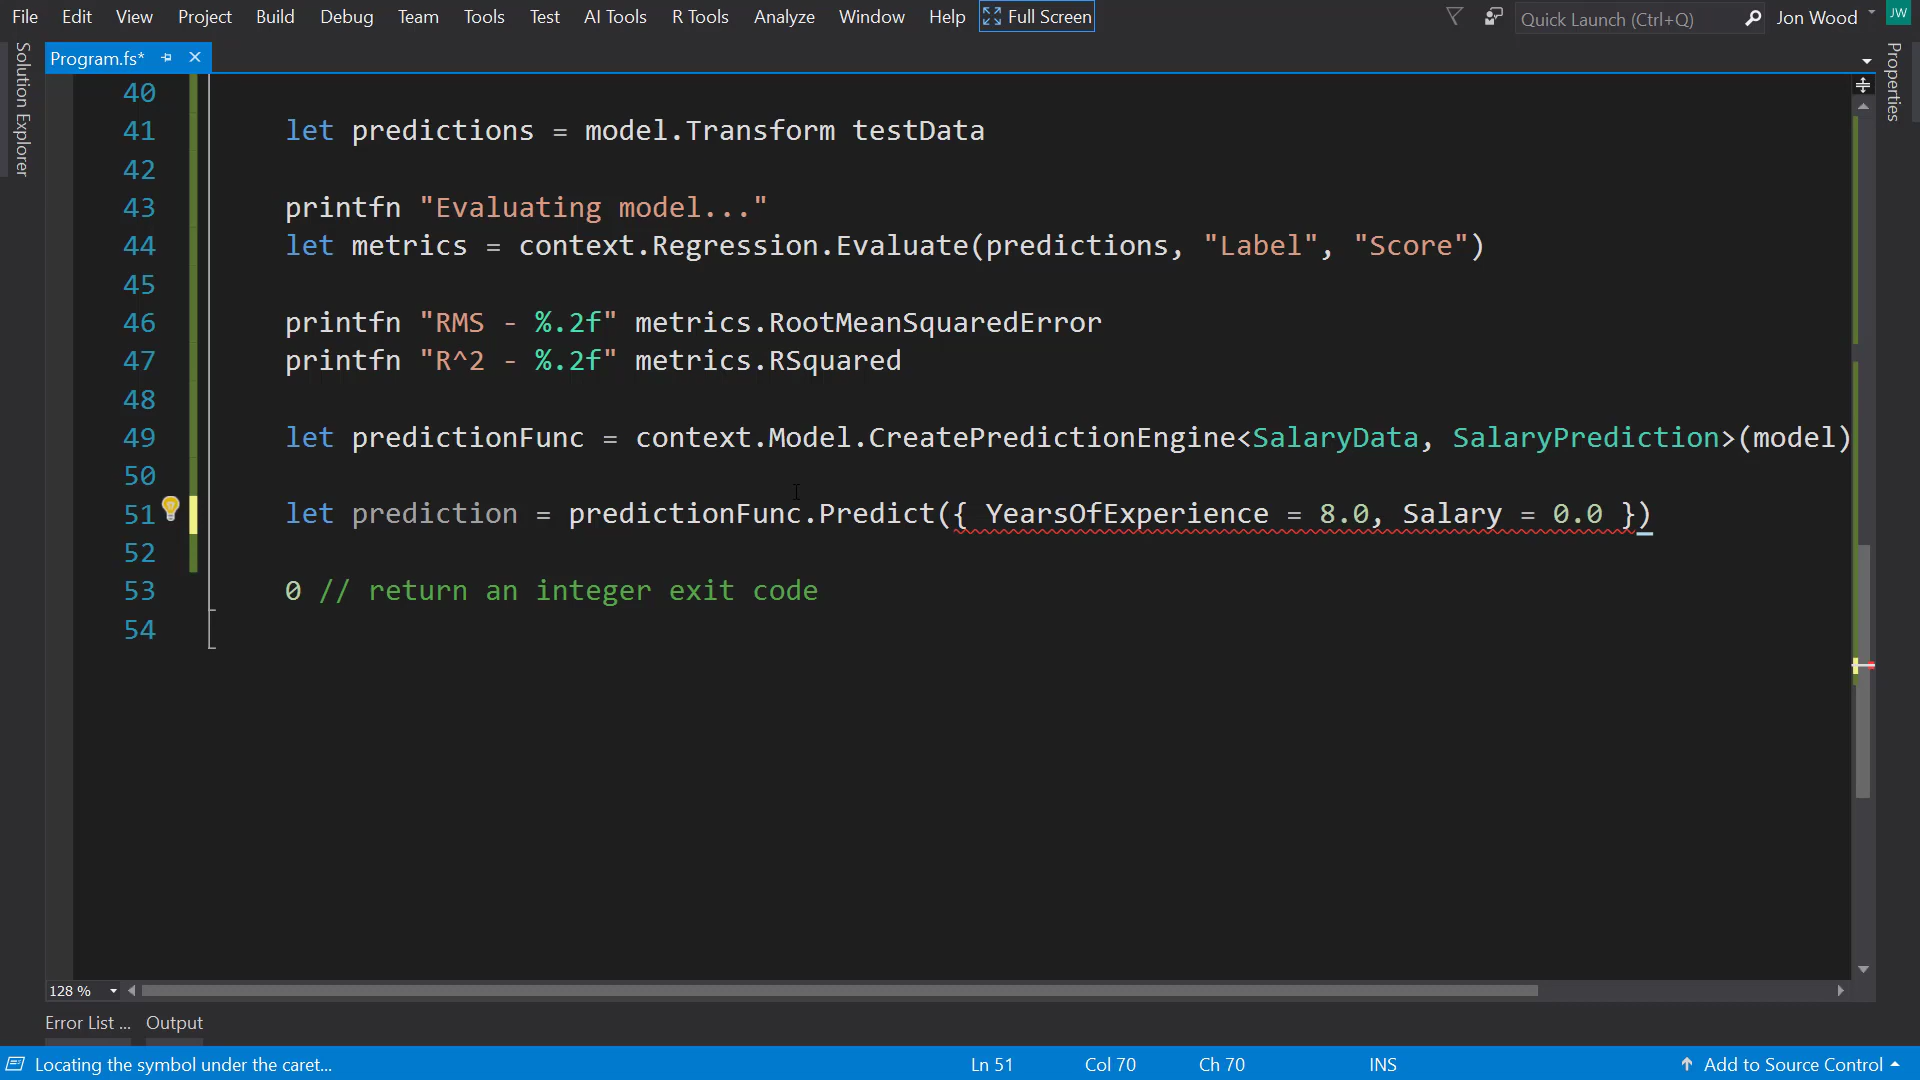 File Edit View Project Build Debug Team Tools Test AI Tools R Tools Analyze Window Help Full Screen Quick Launch (Ctrl+Q) Jon Wood JW
Solution Explorer
Program.fs*
Properties
40
41 let predictions = model.Transform testData
42
43 printfn "Evaluating model..."
44 let metrics = context.Regression.Evaluate(predictions, "Label", "Score")
45
46 printfn "RMS - %.2f" metrics.RootMeanSquaredError
47 printfn "R^2 - %.2f" metrics.RSquared
48
49 let predictionFunc = context.Model.CreatePredictionEngine<SalaryData, SalaryPrediction>(model)
50
51 let prediction = predictionFunc.Predict({ YearsOfExperience = 8.0, Salary = 0.0 })
52
53 0 // return an integer exit code
54
128 %
Error List ... Output
Locating the symbol under the caret... Ln 51 Col 70 Ch 70 INS Add to Source Control